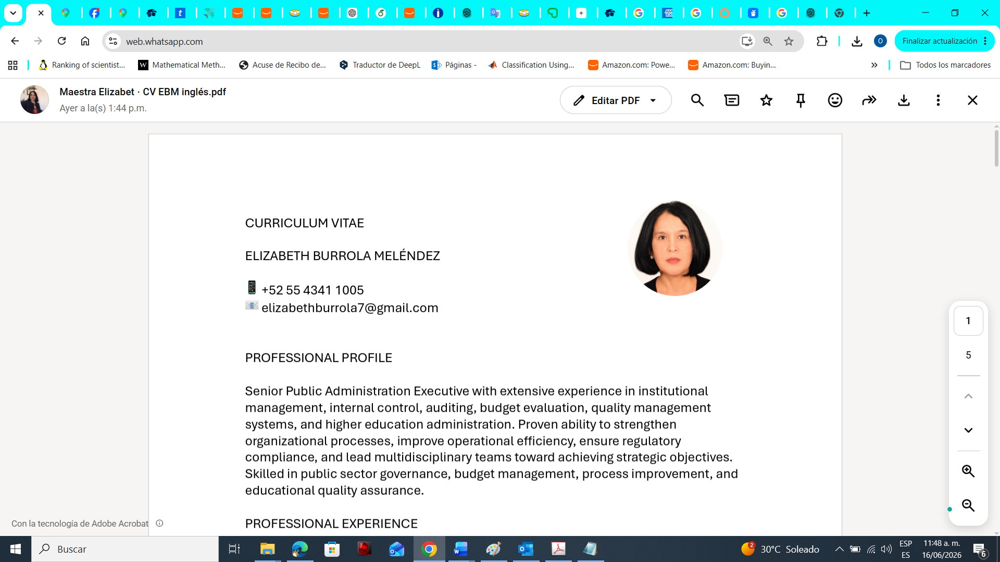 web.whatsapp.com
Finalizar actualización
Ranking of scientist...
Mathematical Meth...
Acuse de Recibo de...
Traductor de DeepL
Páginas -
Classification Using...
Amazon.com: Powe...
Amazon.com: Buyin...
Todos los marcadores
Maestra Elizabet · CV EBM inglés.pdf
Ayer a la(s) 1:44 p.m.
Editar PDF
CURRICULUM VITAE
ELIZABETH BURROLA MELÉNDEZ
+52 55 4341 1005
elizabethburrola7@gmail.com
PROFESSIONAL PROFILE
Senior Public Administration Executive with extensive experience in institutional
management, internal control, auditing, budget evaluation, quality management
systems, and higher education administration. Proven ability to strengthen
organizational processes, improve operational efficiency, ensure regulatory
compliance, and lead multidisciplinary teams toward achieving strategic objectives.
Skilled in public sector governance, budget management, process improvement, and
educational quality assurance.
PROFESSIONAL EXPERIENCE
1
5
Con la tecnología de Adobe Acrobat
Buscar
2
30°C Soleado
ESP
ES
11:48 a. m.
16/06/2026
6